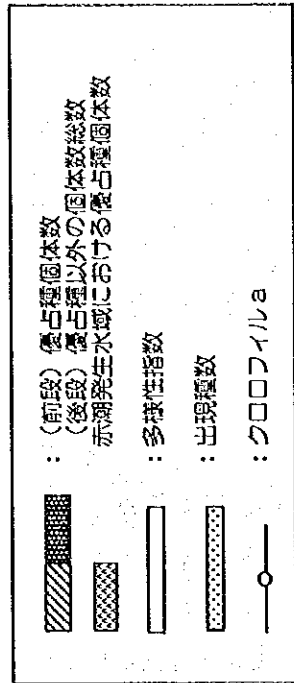 ：（前段）優占種個体数
（後段）優占種以外の個体数総数
赤潮発生水域における優占種個体数
：多様性指数
：出現種数
：クロロフィルａ